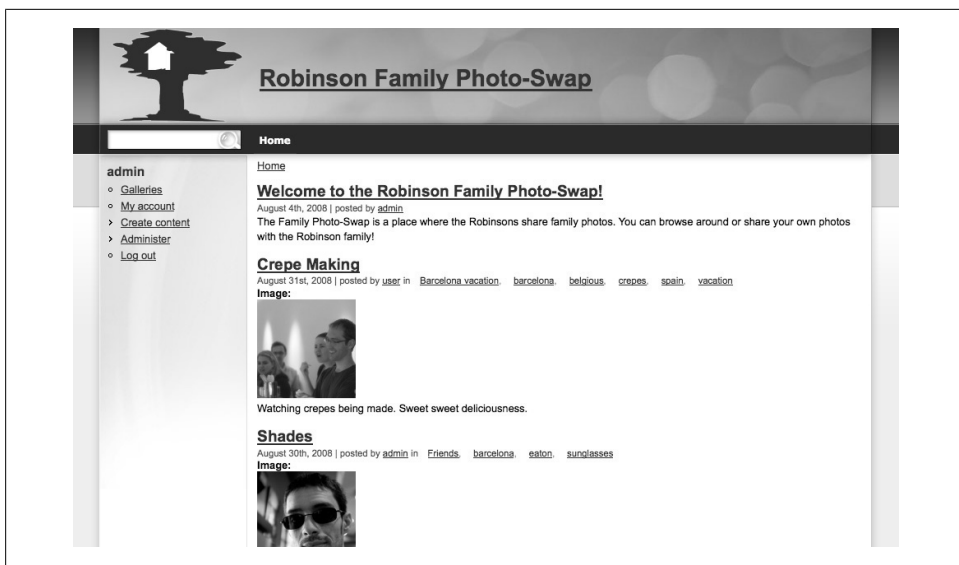 Robinson Family Photo-Swap
Home
admin
Galleries
My account
Create content
Administer
Log out
Home
Welcome to the Robinson Family Photo-Swap!
August 4th, 2008 | posted by admin
The Family Photo-Swap is a place where the Robinsons share family photos. You can browse around or share your own photos
with the Robinson family!
Crepe Making
August 31st, 2008 | posted by user in Barcelona vacation, barcelona, belgious, crepes, spain, vacation
Image:
Watching crepes being made. Sweet sweet deliciousness.
Shades
August 30th, 2008 | posted by admin in Friends, barcelona, eaton, sunglasses
Image: